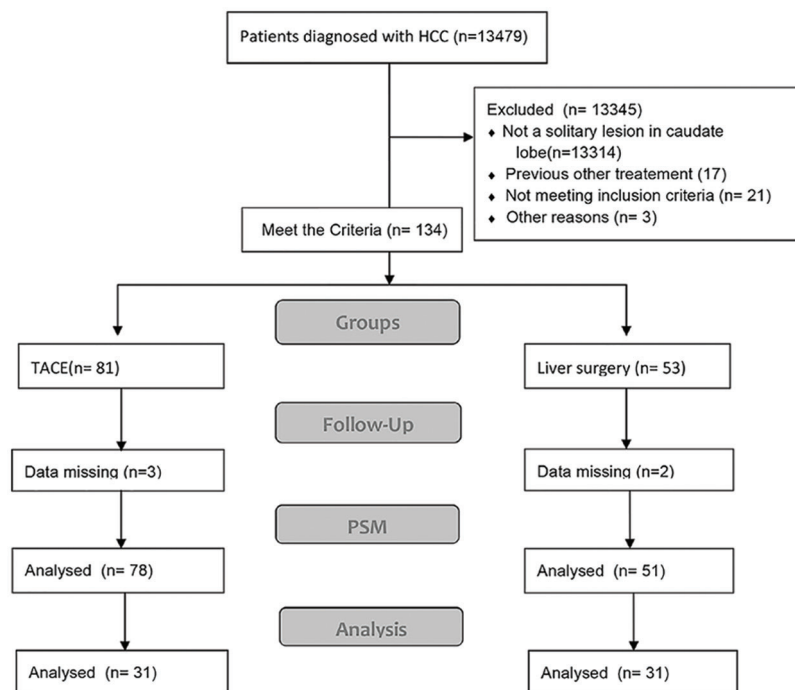 Patients diagnosed with HCC (n=13479)
Excluded (n= 13345)
♦ Not a solitary lesion in caudate
lobe(n=13314)
♦ Previous other treatement (17)
♦ Not meeting inclusion criteria (n= 21)
♦ Other reasons (n= 3)
Meet the Criteria (n= 134)
Groups
TACE(n= 81)
Liver surgery (n= 53)
Follow-Up
Data missing (n=3)
Data missing (n=2)
PSM
Analysed (n= 78)
Analysed (n= 51)
Analysis
Analysed (n= 31)
Analysed (n= 31)